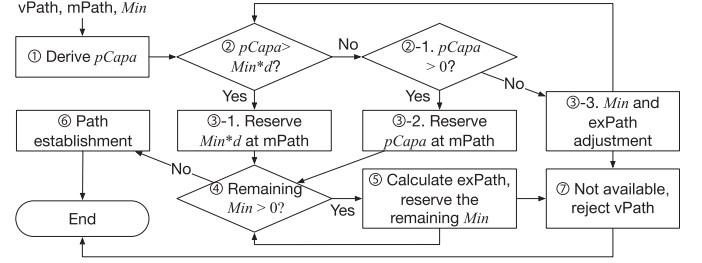 vPath, mPath, Min
① Derive pCapa
② pCapa>
Min*d?
No
②-1. pCapa
> 0?
No
Yes
Yes
③-1. Reserve
Min*d at mPath
③-2. Reserve
pCapa at mPath
③-3. Min and
exPath
adjustment
⑥ Path
establishment
No
④ Remaining
Min > 0?
Yes
⑤ Calculate exPath,
reserve the
remaining Min
⑦ Not available,
reject vPath
End